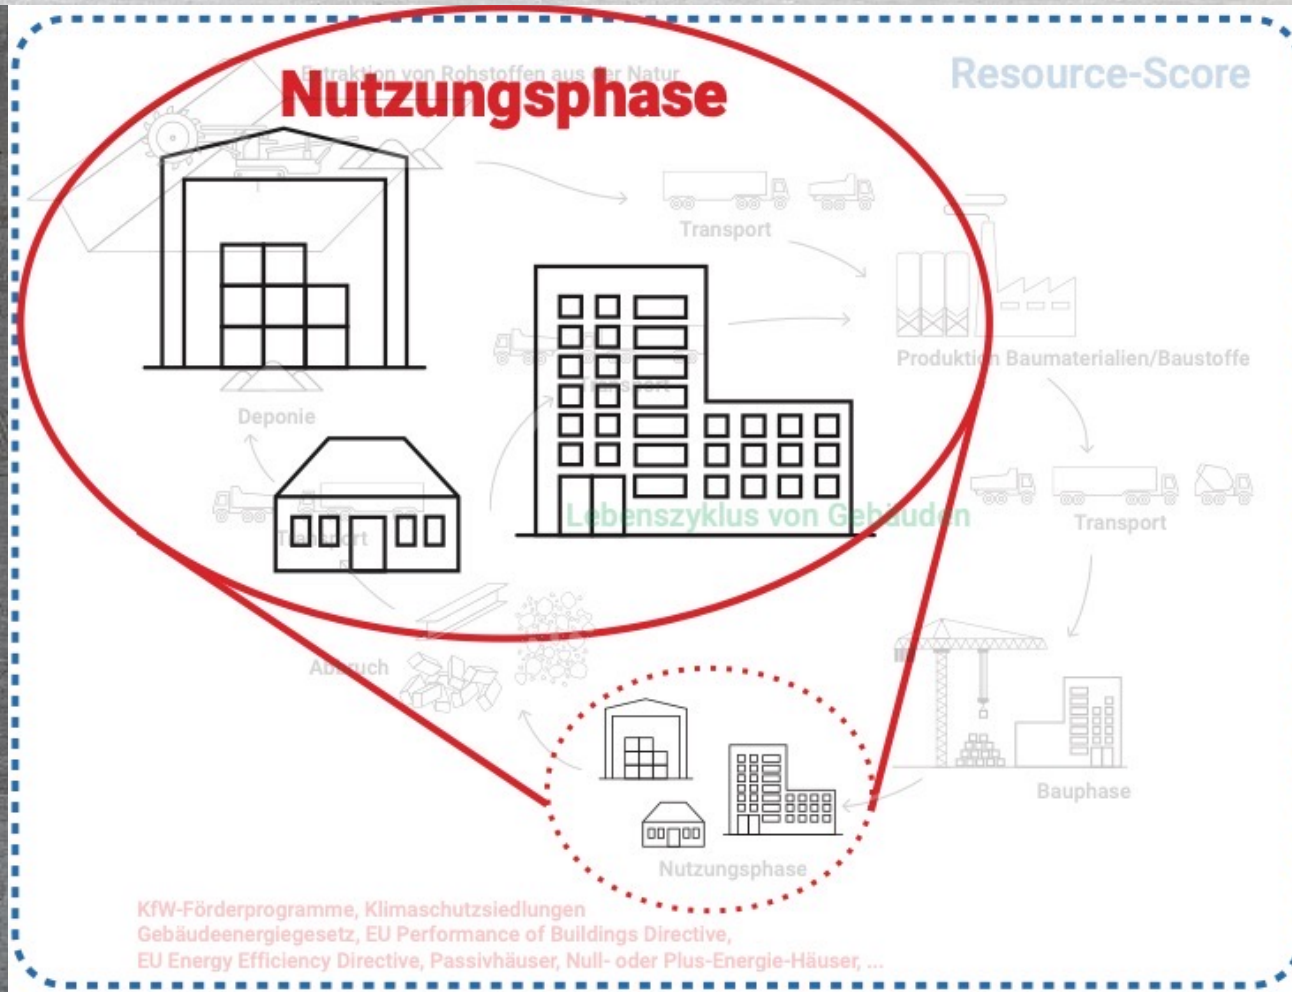 Extraktion von Rohstoffen aus der Natur
Nutzungsphase
Resource-Score
Transport
Produktion Baumaterialien/Baustoffe
Transport
Deponie
Lebenszyklus von Gebäuden
Transport
Transport
Abbruch
Bauphase
Nutzungsphase
KfW-Förderprogramme, Klimaschutzsiedlungen
Gebäudeenergiegesetz, EU Performance of Buildings Directive,
EU Energy Efficiency Directive, Passivhäuser, Null- oder Plus-Energie-Häuser, ...